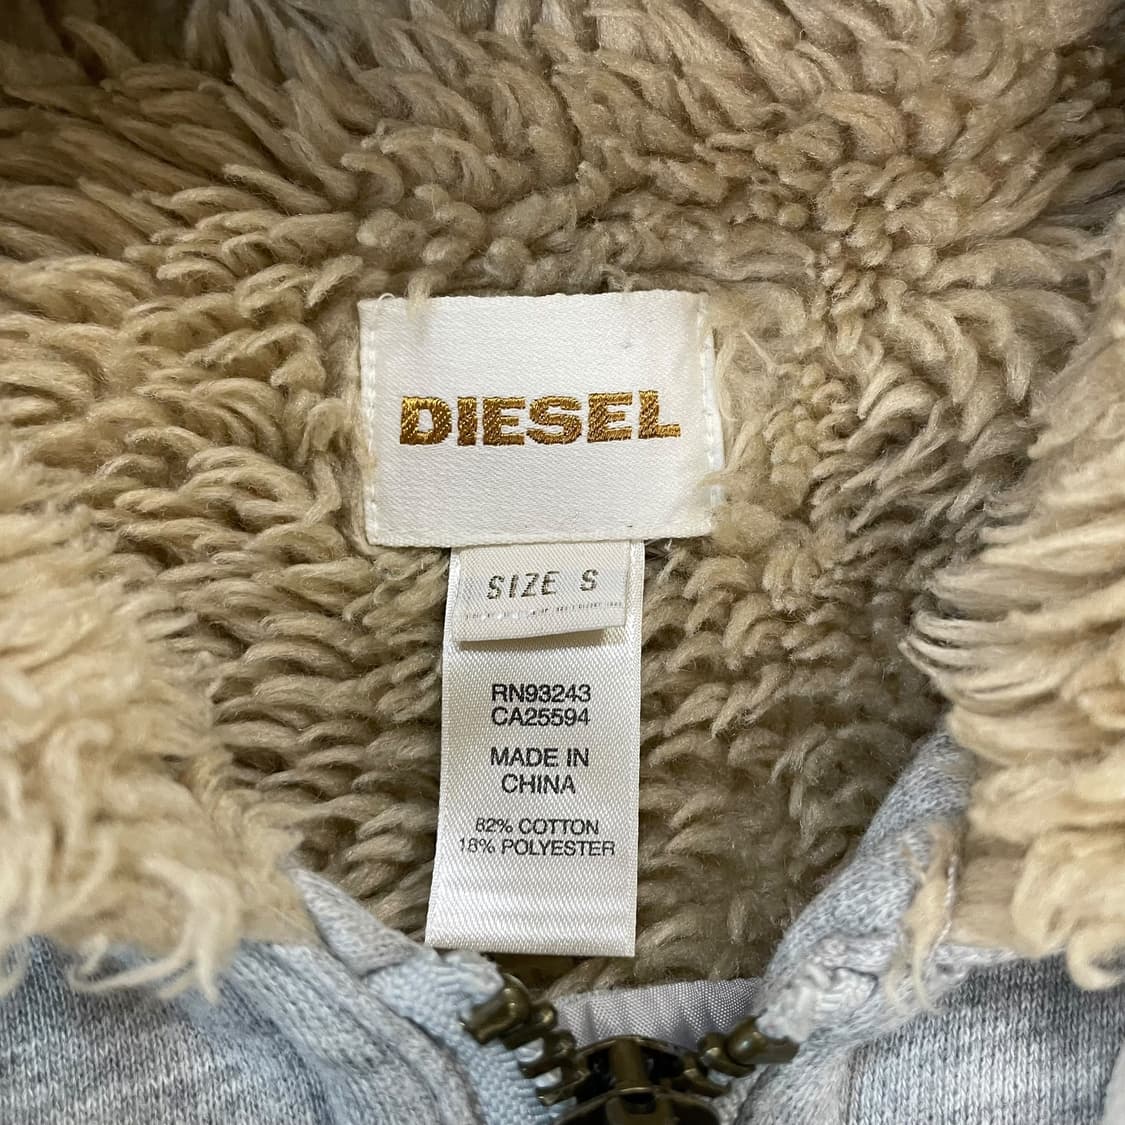 DIESEL
SIZE S
RN93243
CA25594
MADE IN
CHINA
82% COTTON
18% POLYESTER